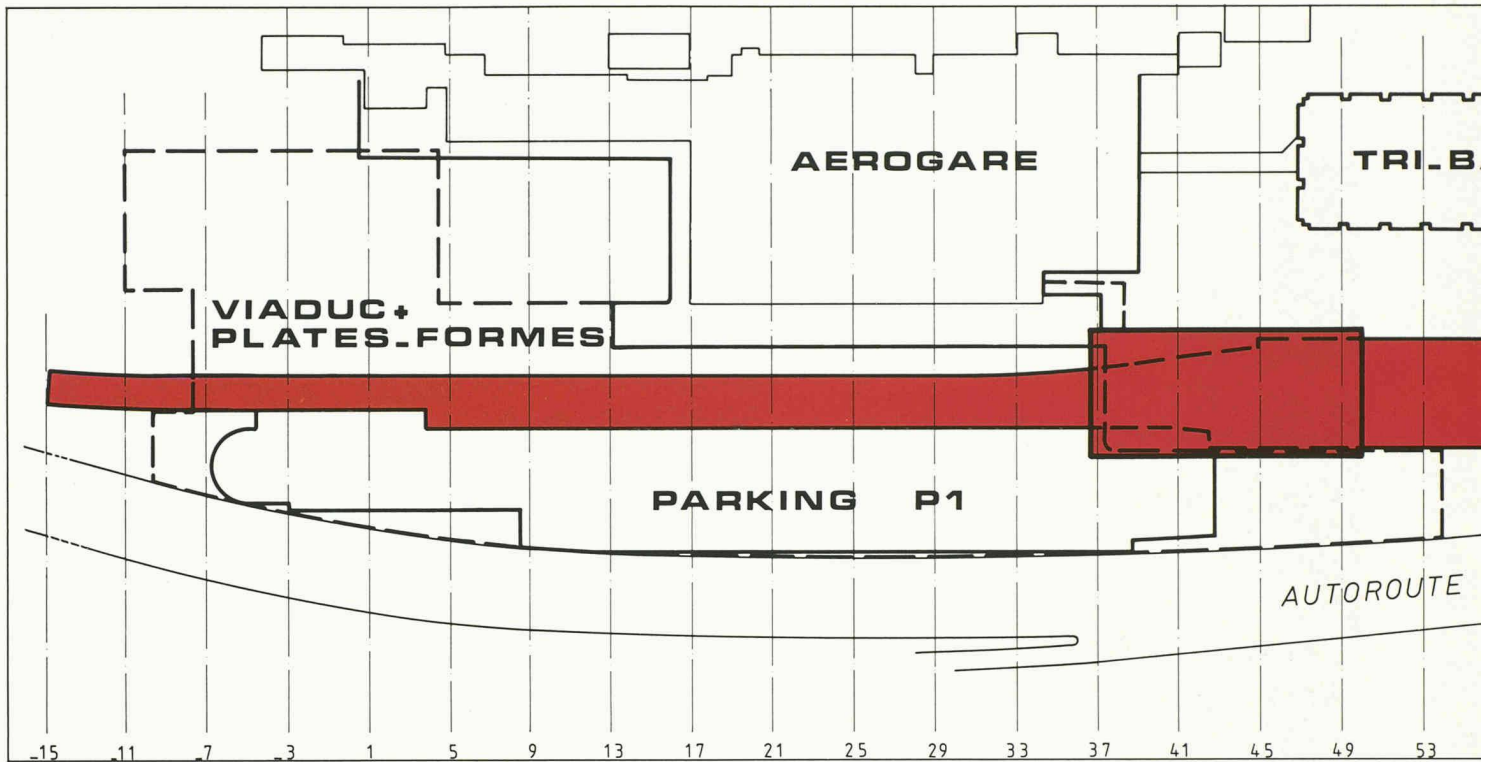 AEROGARE
TRI_B
VIADUC+
PLATES_FORMES
PARKING P1
AUTOROUTE
_15 _11 _7 _3 1 5 9 13 17 21 25 29 33 37 41 45 49 53